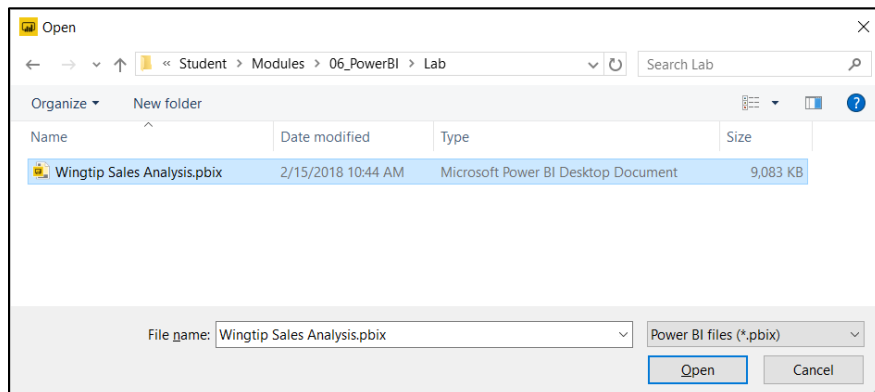 Open
« Student > Modules > 06_PowerBI > Lab
Search Lab
Organize
New folder
Name Date modified Type Size
Wingtip Sales Analysis.pbix 2/15/2018 10:44 AM Microsoft Power BI Desktop Document 9,083 KB
File name: Wingtip Sales Analysis.pbix Power BI files (*.pbix)
Open Cancel